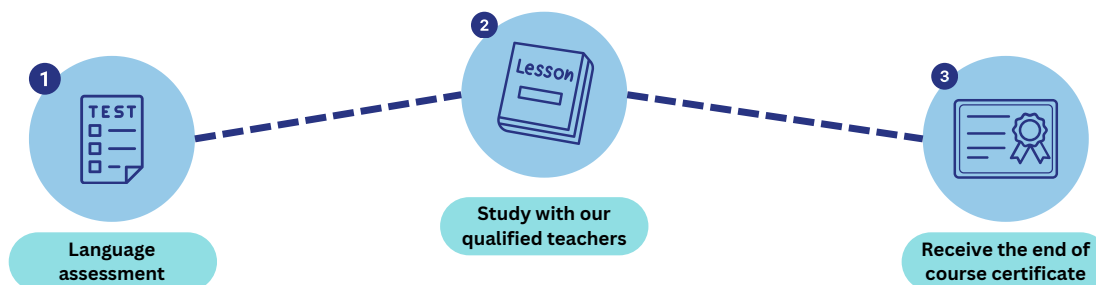 1
TEST
Language
assessment
2
Lesson
Study with our
qualified teachers
3
Receive the end of
course certificate